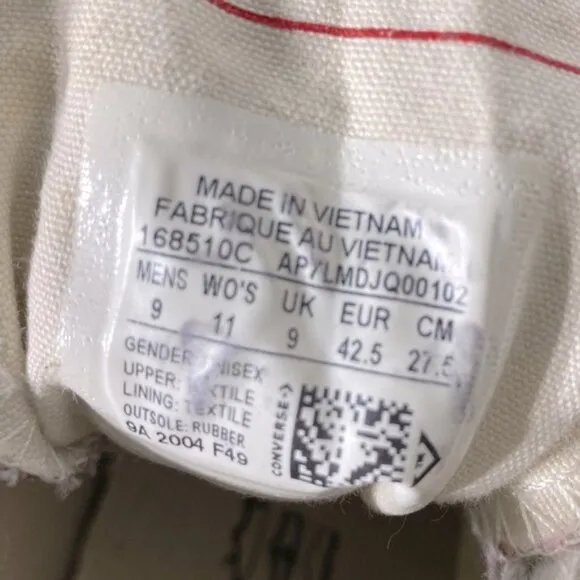 MADE IN VIETNAM
FABRIQUE AU VIETNAM
168510C AP/LMDJQ00102
MENS WO'S UK EUR CM
9 11 9 42.5 27.5
GENDER: UNISEX
UPPER: TEXTILE
LINING: TEXTILE
OUTSOLE: RUBBER
9A 2004 F49
CONVERSE